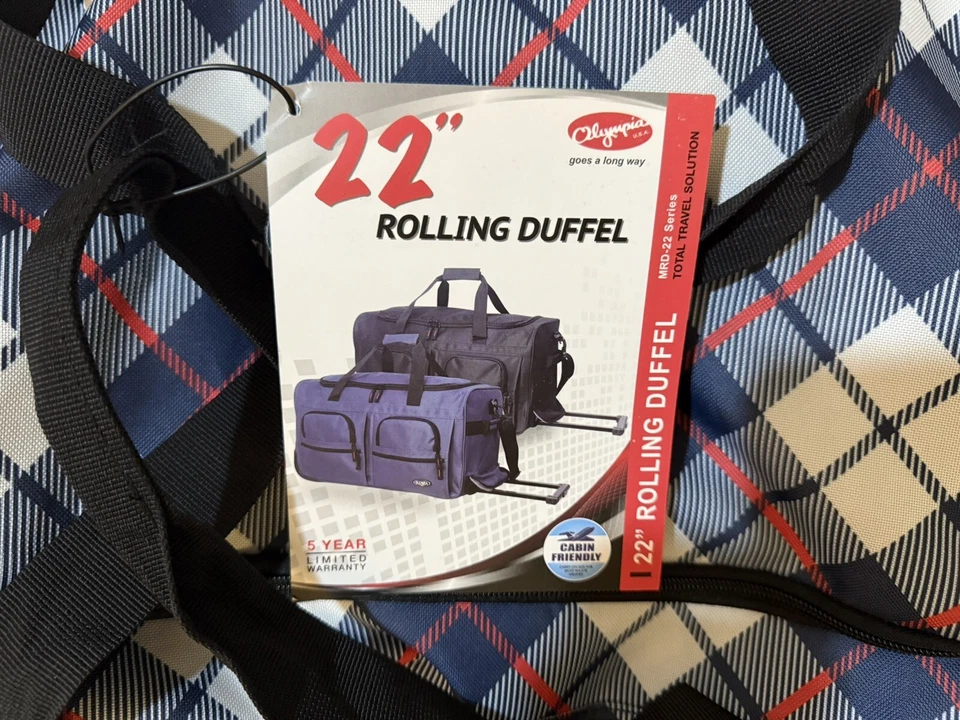 22"
ROLLING DUFFEL
Olympia
U.S.A.
goes a long way
MRD-22 Series
TOTAL TRAVEL SOLUTION
22" ROLLING DUFFEL
5 YEAR
LIMITED
WARRANTY
CABIN
FRIENDLY